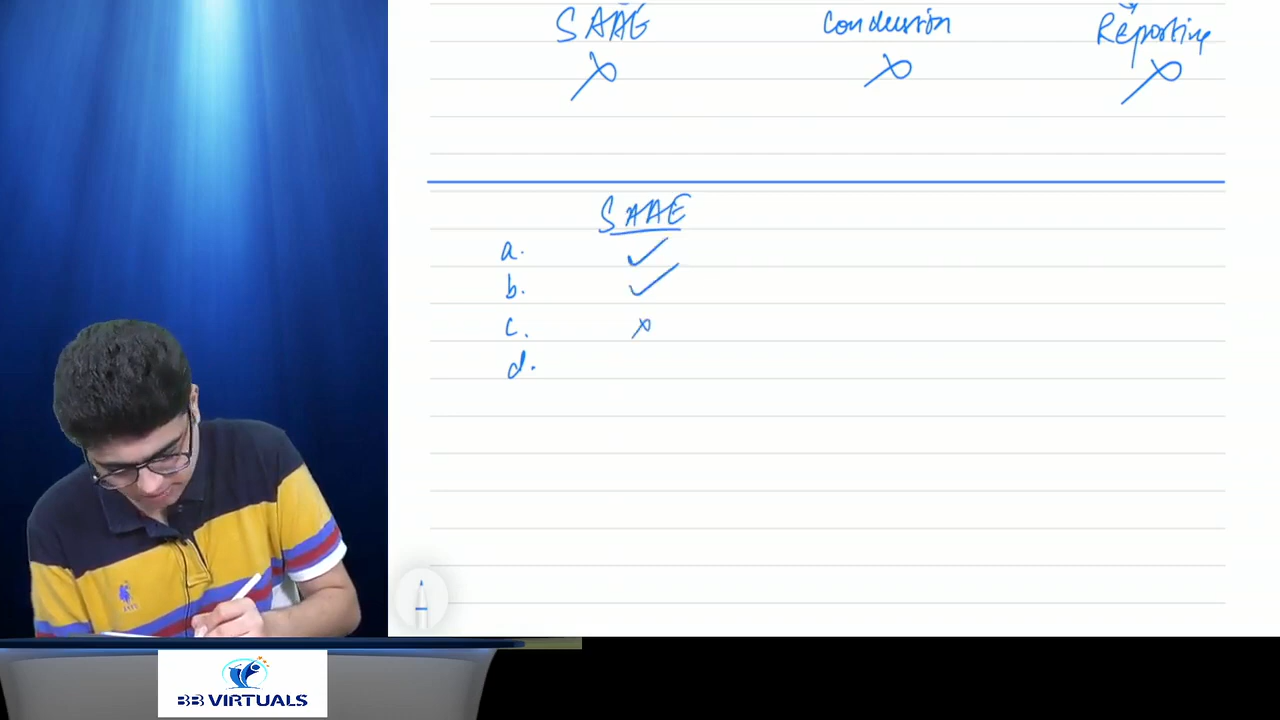 SAAE Conclusion Reporting
SAAE
a. ✓
b. ✓
c. x
d.
BB VIRTUALS